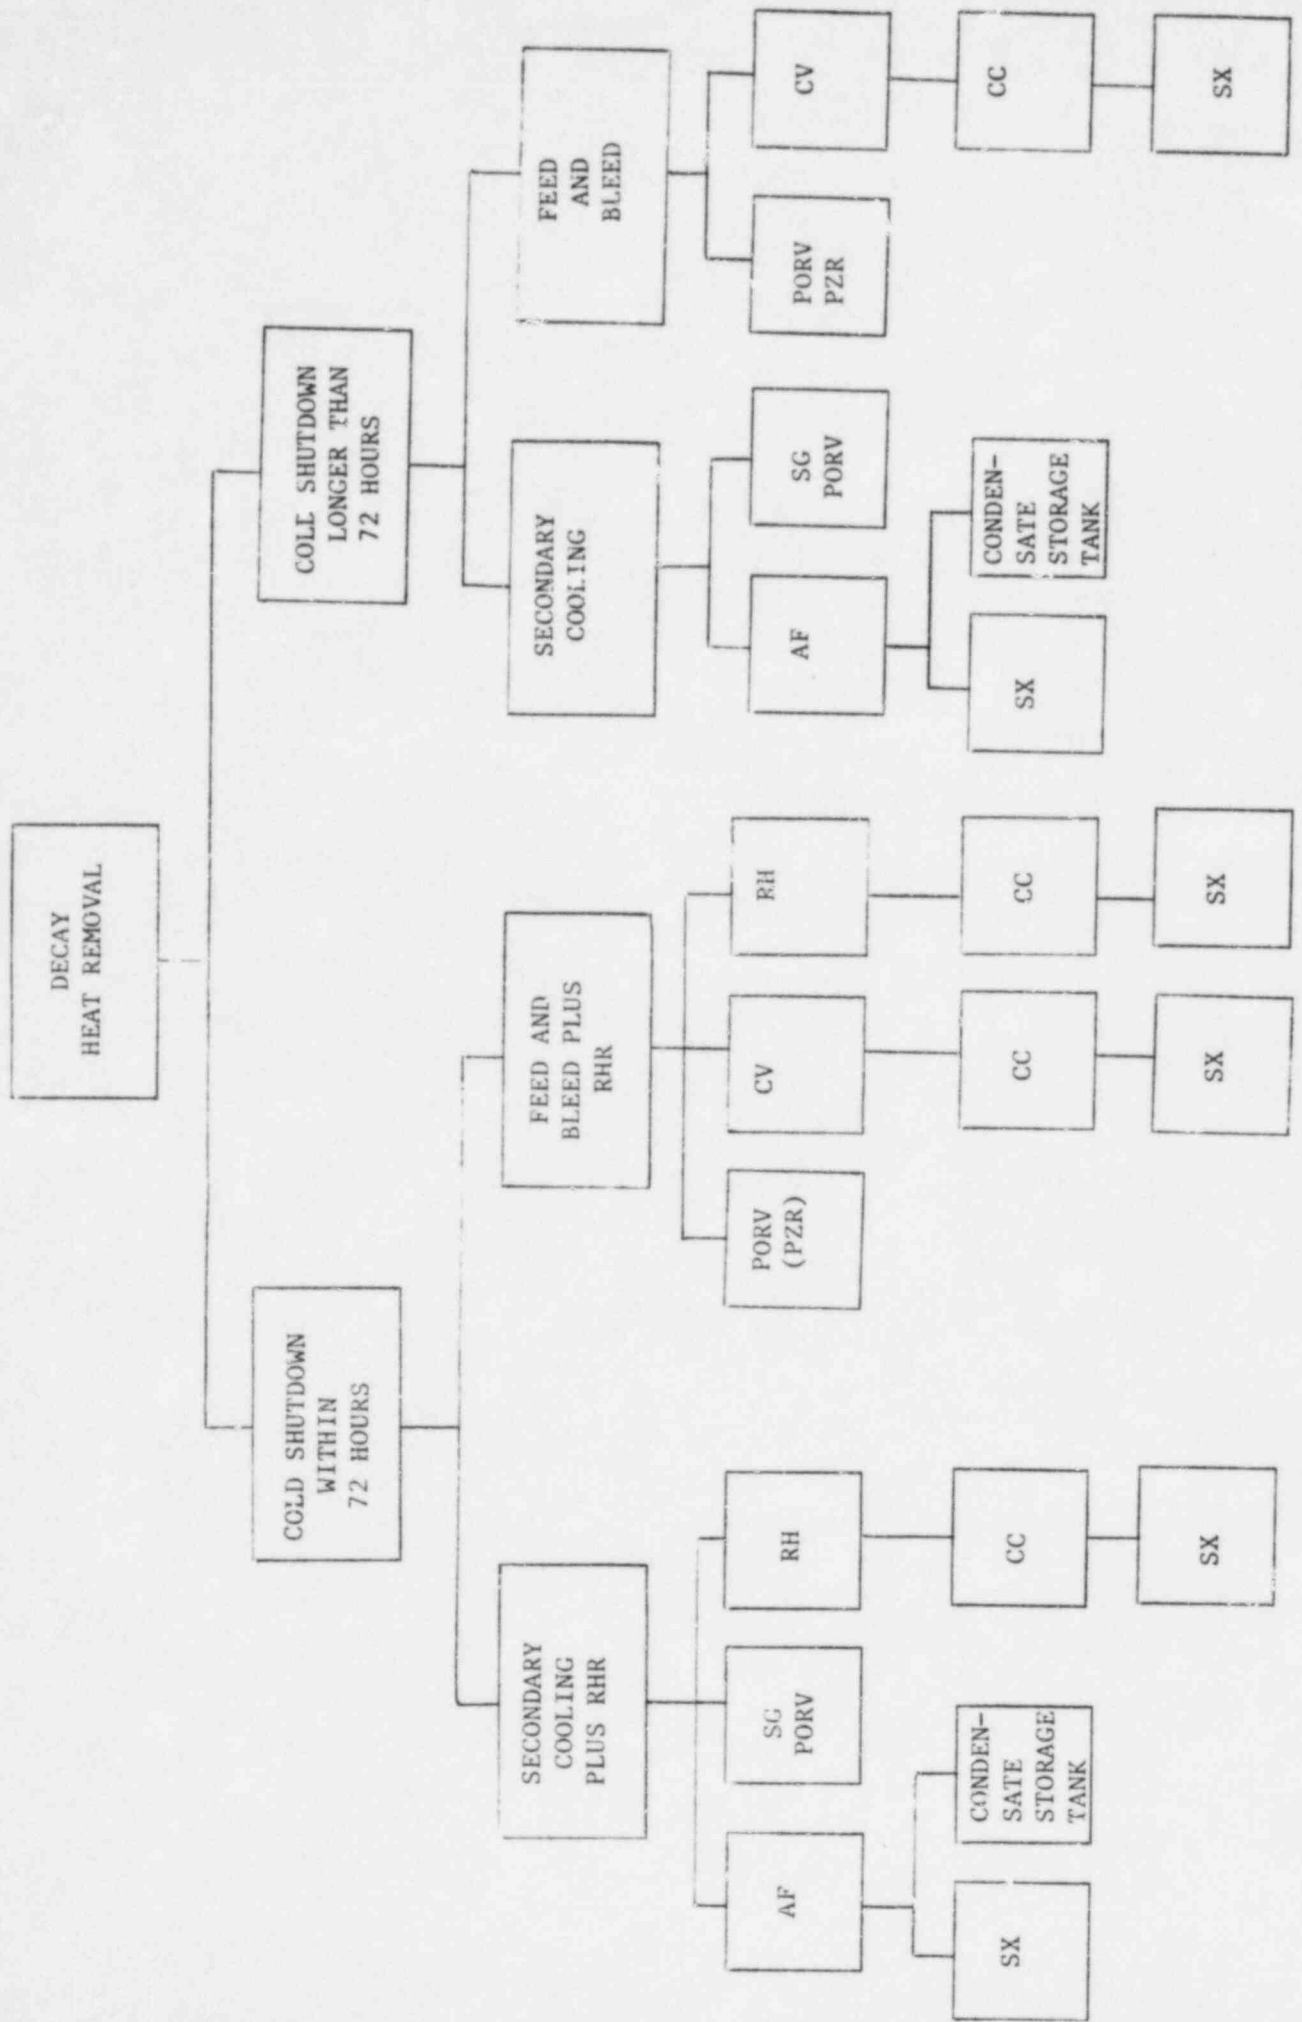 DECAY
HEAT REMOVAL
COLD SHUTDOWN
WITHIN
72 HOURS
COLL SHUTDOWN
LONGER THAN
72 HOURS
SECONDARY
COOLING
PLUS RHR
FEED AND
BLEED PLUS
RHR
SECONDARY
COOLING
FEED
AND
BLEED
AF
SG
PORV
RH
PORV
(PZR)
CV
RH
AF
SG
PORV
PORV
PZR
CV
SX
CONDEN-
SATE
STORAGE
TANK
CC
CC
CC
SX
CONDEN-
SATE
STORAGE
TANK
CC
SX
SX
SX
SX